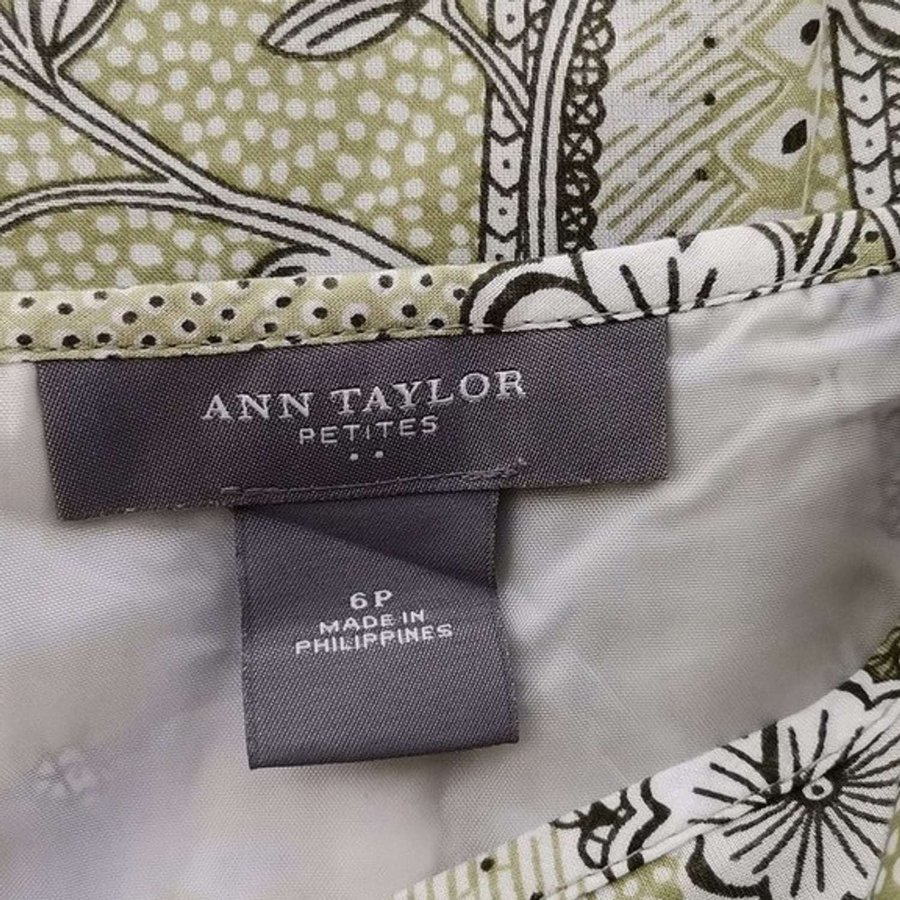 ANN TAYLOR
PETITES
6P
MADE IN
PHILIPPINES